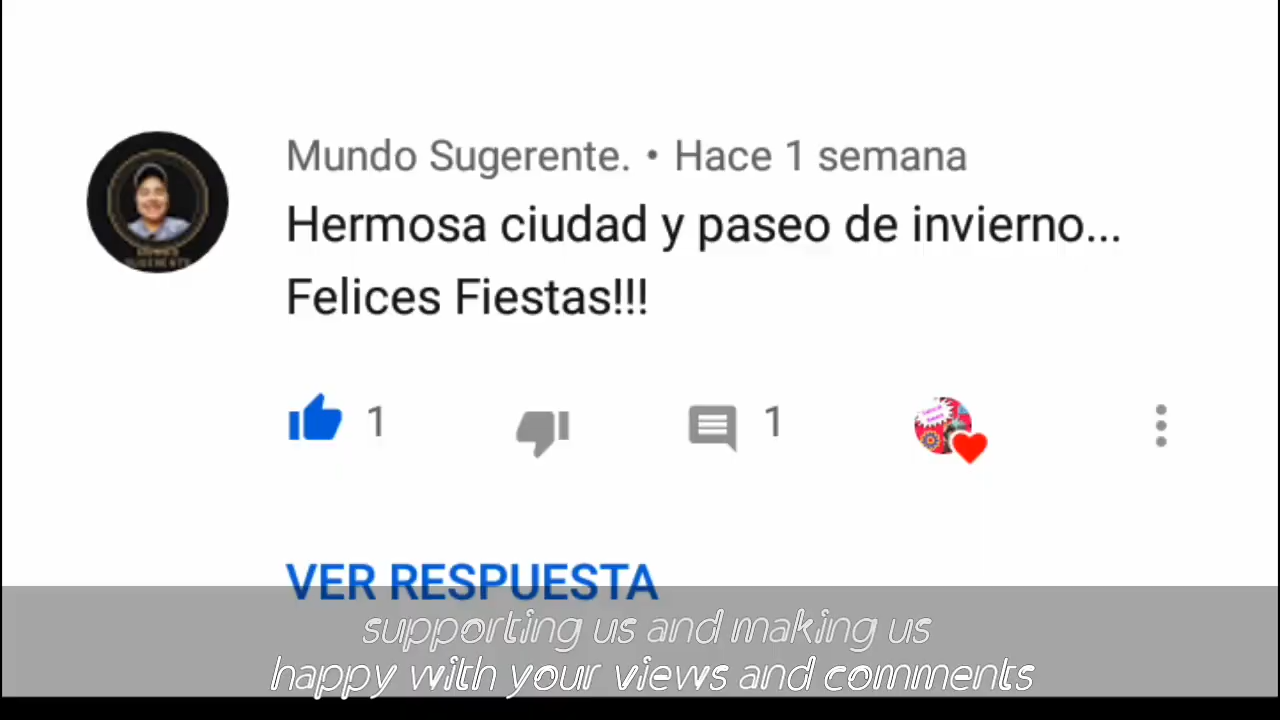 Mundo Sugerente. • Hace 1 semana
Hermosa ciudad y paseo de invierno...
Felices Fiestas!!!
1
1
VER RESPUESTA
supporting us and making us
happy with your views and comments